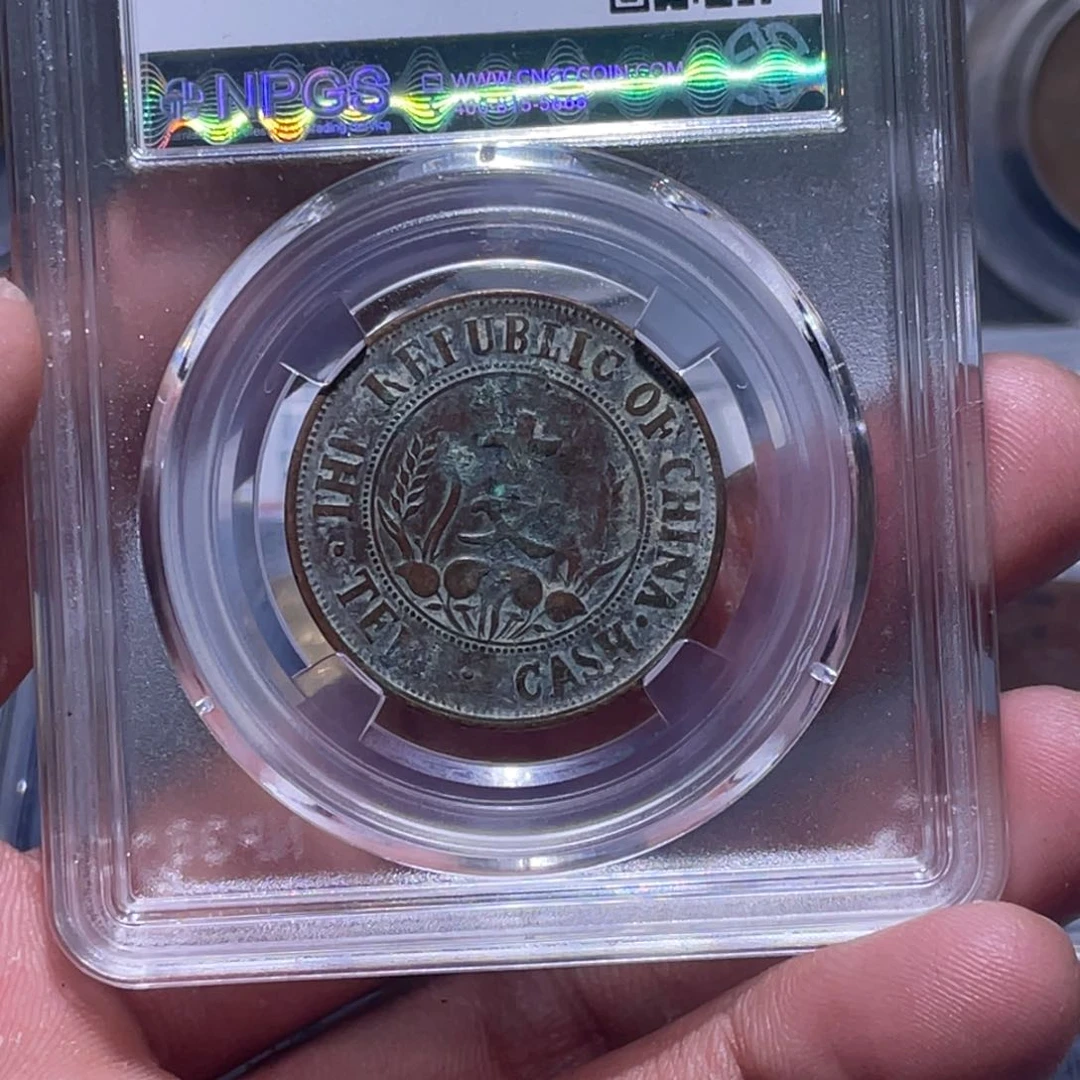 NPGS
WWW.CNGCCOIN.COM
THE REPUBLIC OF CHINA
TEN CASH